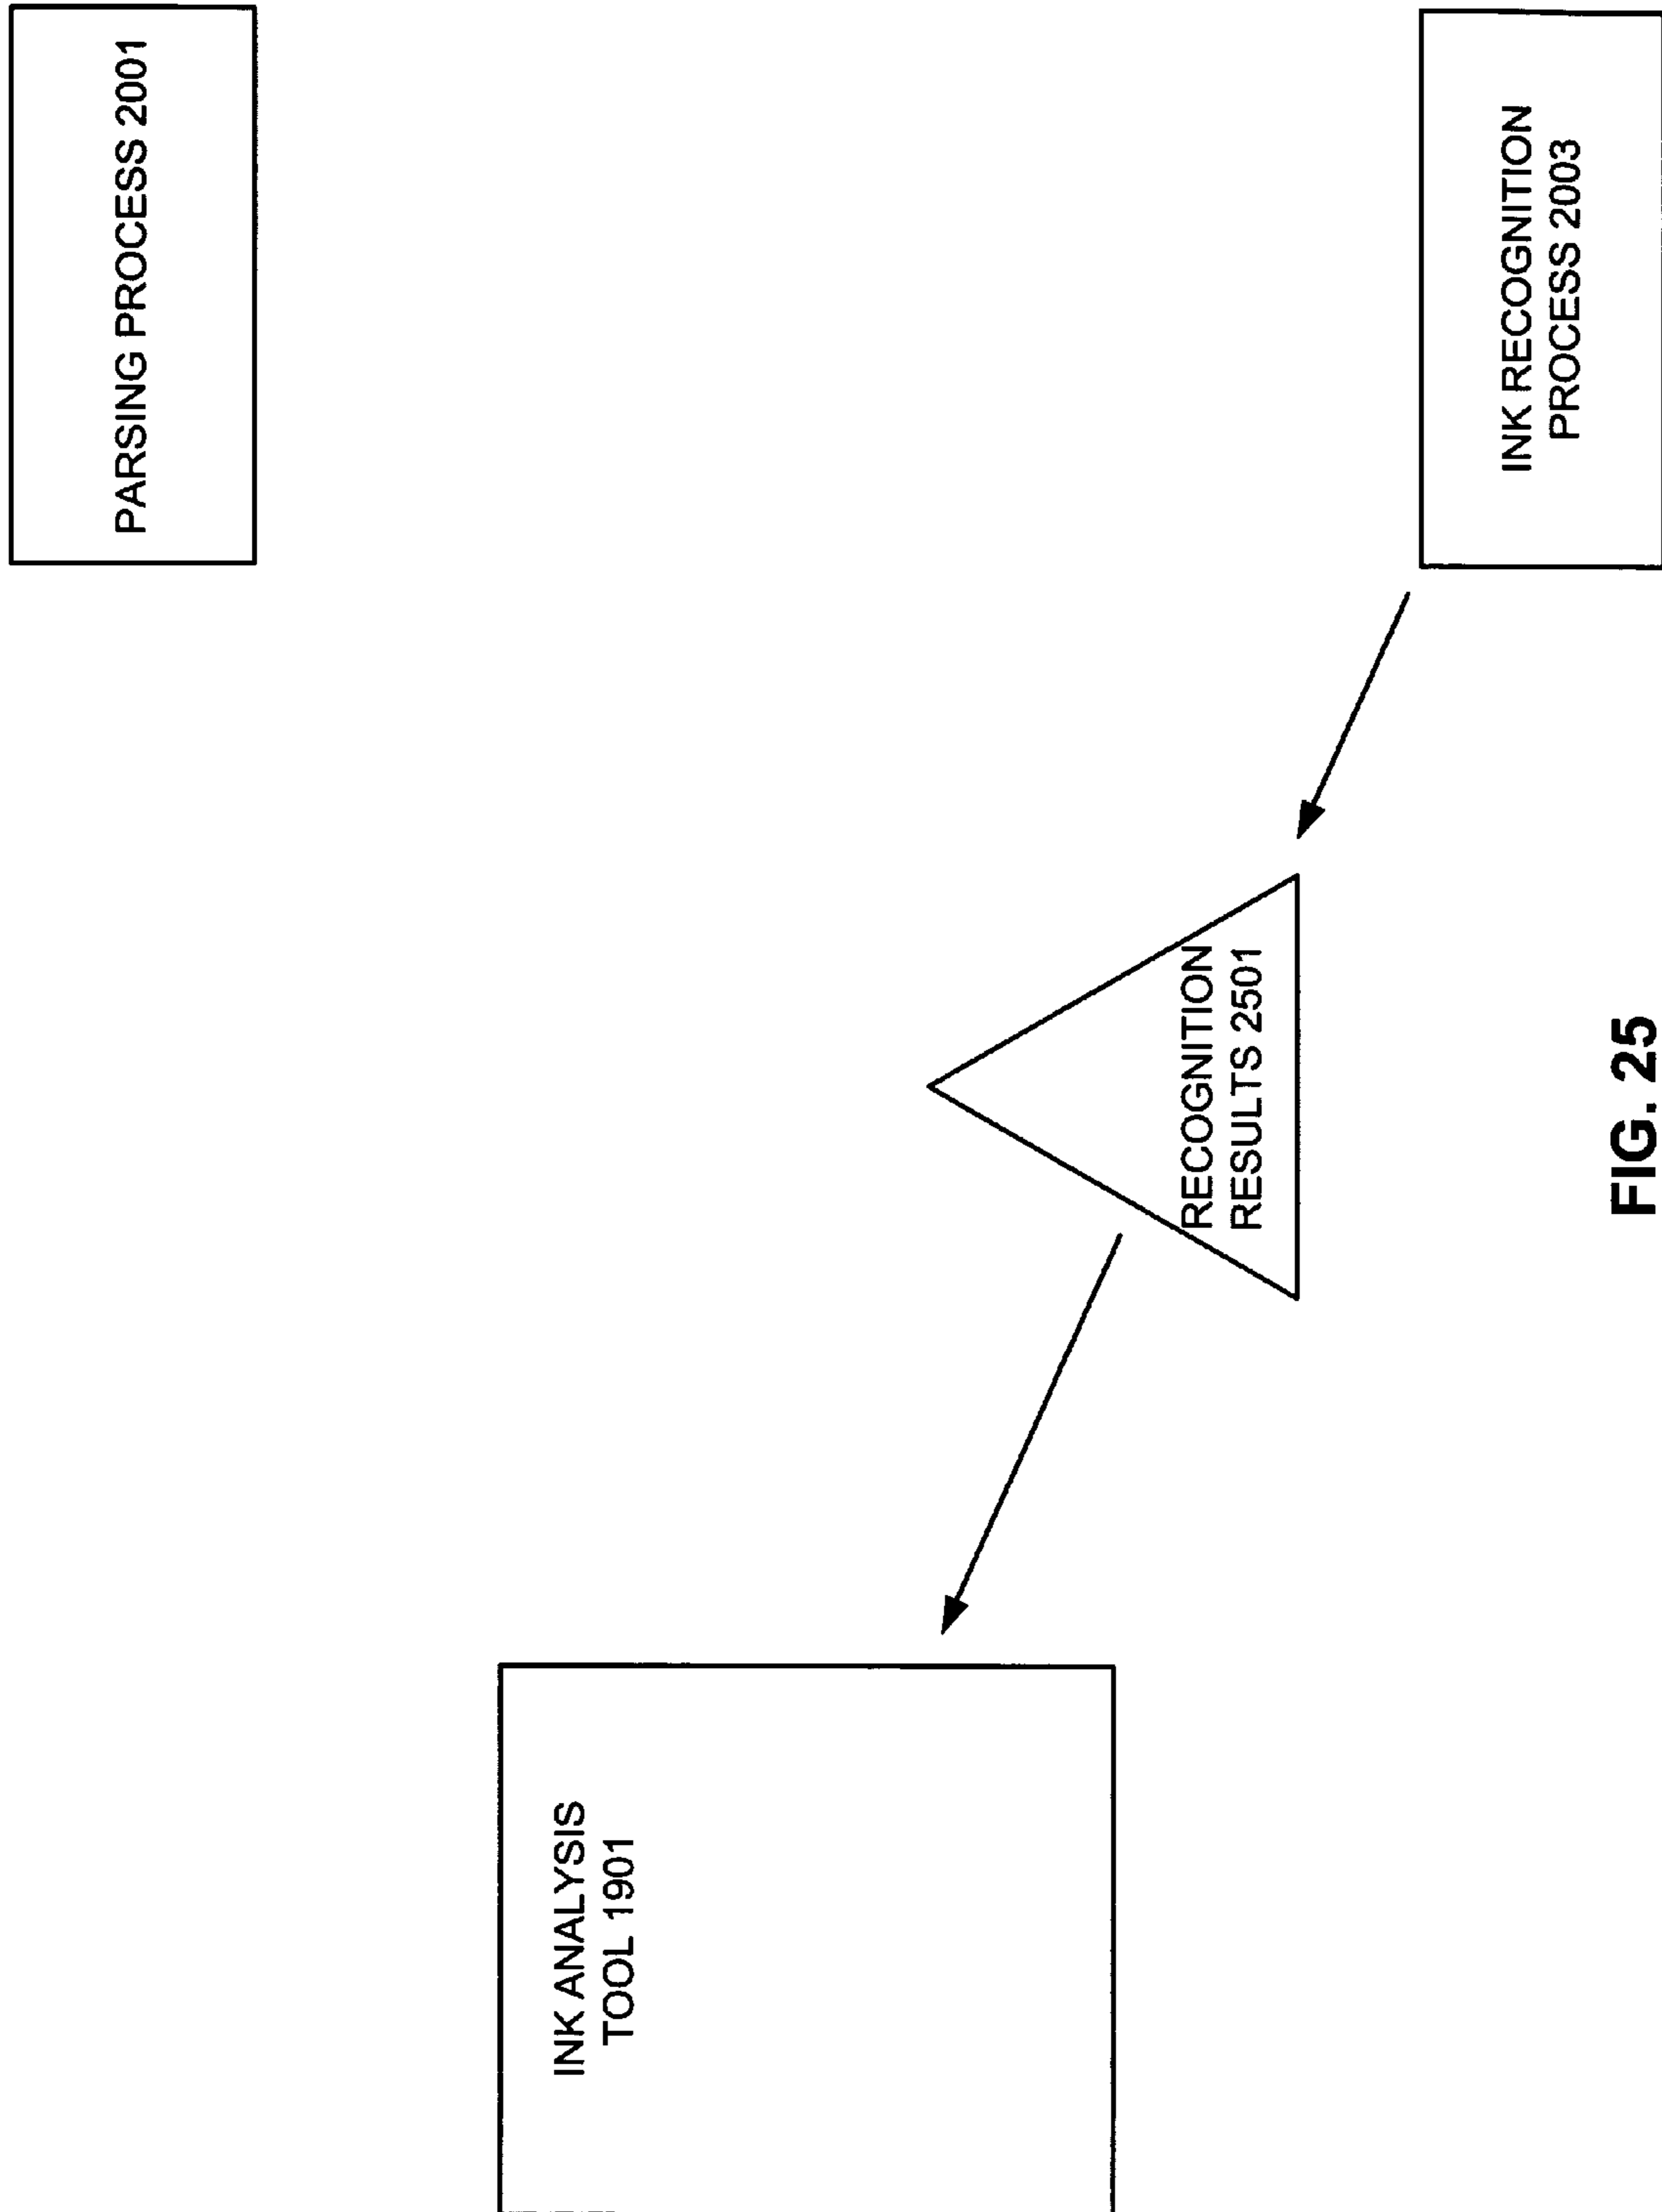 INK ANALYSIS
TOOL 1901
PARSING PROCESS 2001
RECOGNITION
RESULTS 2501
INK RECOGNITION
PROCESS 2003
FIG. 25